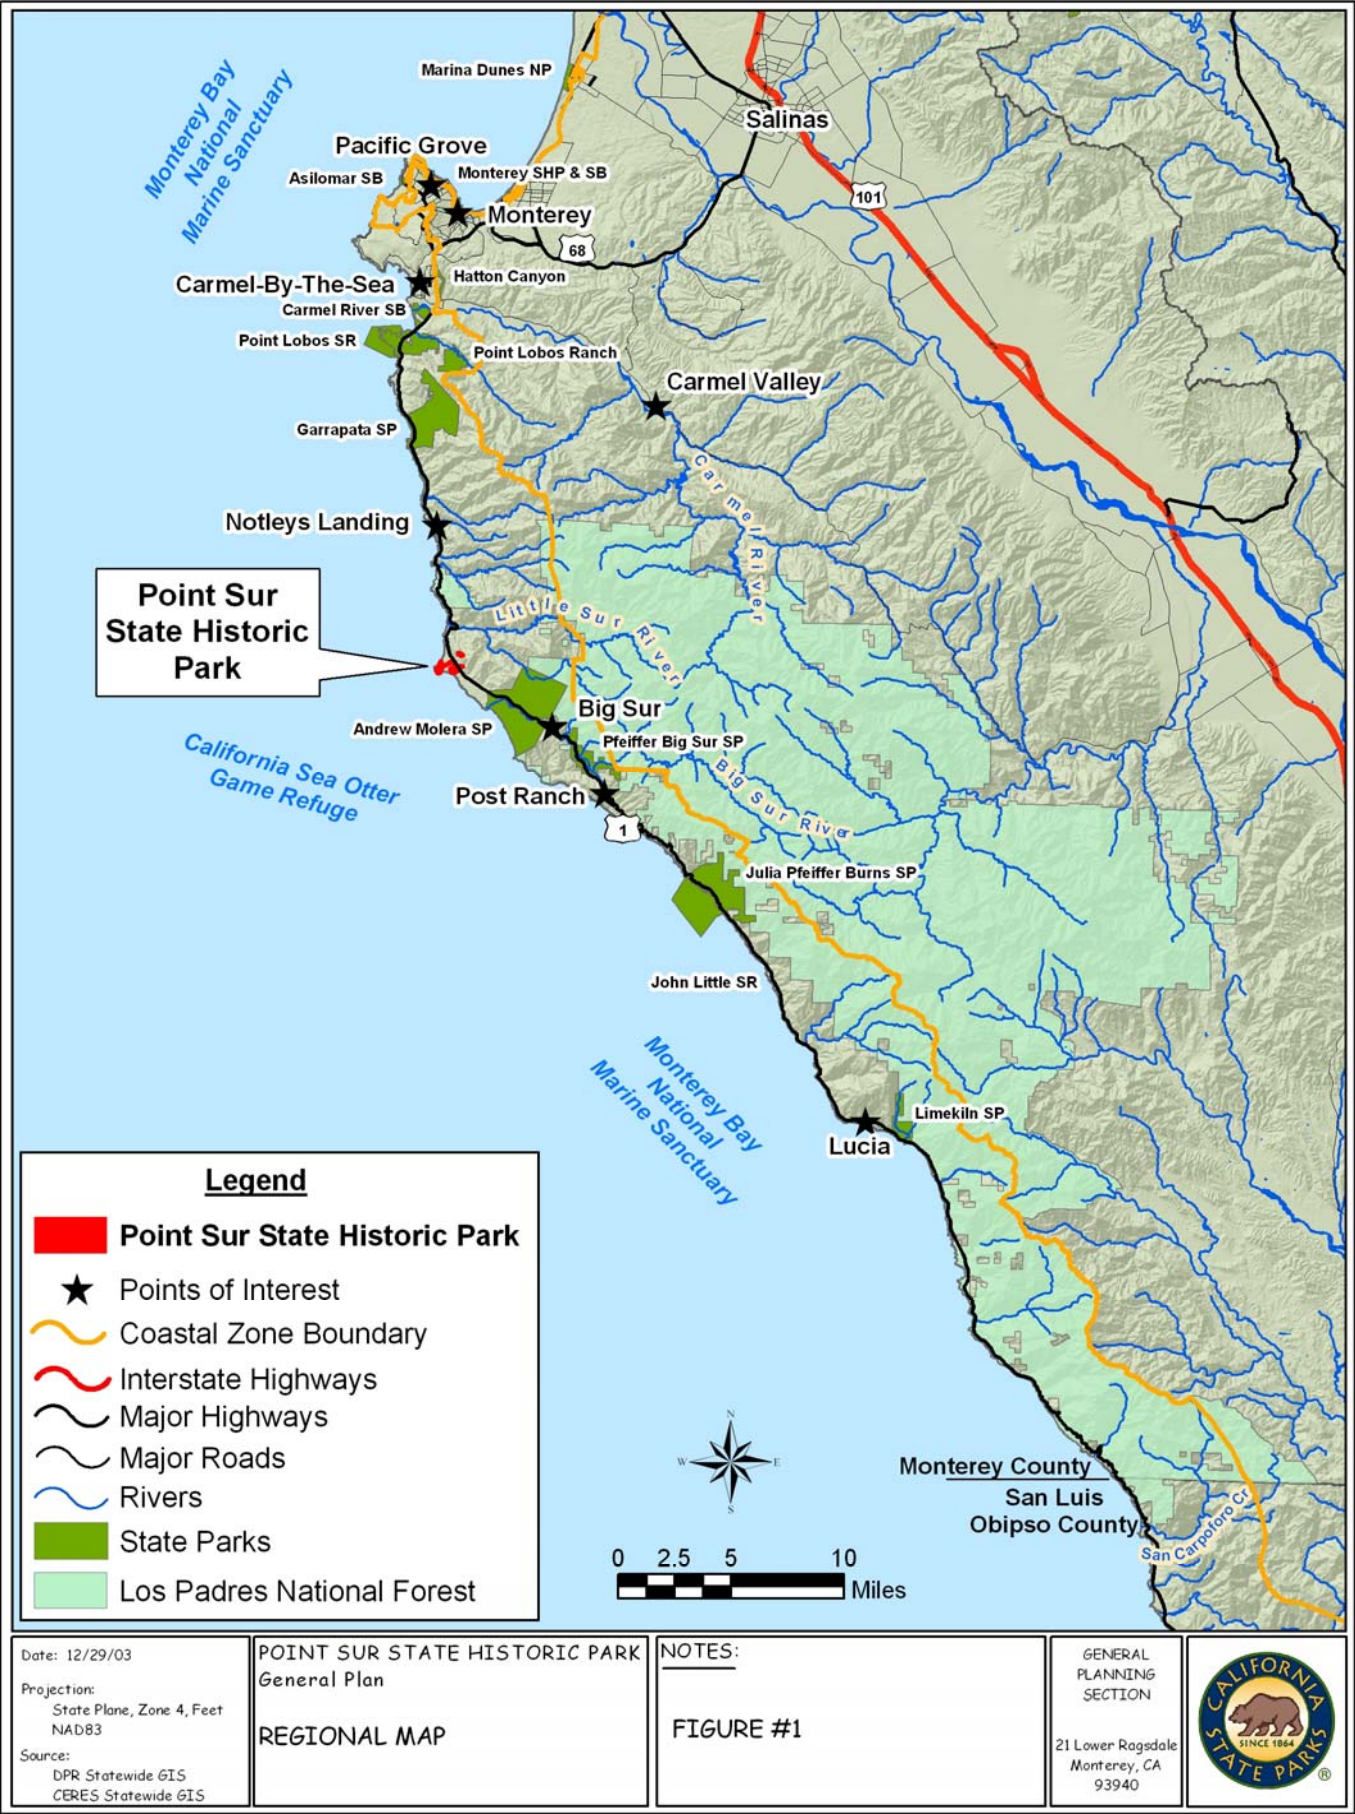 Marina Dunes NP
Monterey Bay
National
Marine Sanctuary
Salinas
Pacific Grove
Asilomar SB
Monterey SHP & SB
101
Monterey
68
Hatton Canyon
Carmel-By-The-Sea
Carmel River SB
Point Lobos SR
Point Lobos Ranch
Carmel Valley
Garrapata SP
Carmel River
Notleys Landing
Point Sur
State Historic
Park
Little Sur River
Big Sur
Andrew Molera SP
Pfeiffer Big Sur SP
California Sea Otter
Game Refuge
Big Sur River
Post Ranch
1
Julia Pfeiffer Burns SP
John Little SR
Monterey Bay
National
Marine Sanctuary
Limekiln SP
Lucia
Legend
Point Sur State Historic Park
Points of Interest
Coastal Zone Boundary
Interstate Highways
Major Highways
Major Roads
Rivers
State Parks
Los Padres National Forest
N
W E
S
Monterey County
San Luis
Obipso County
San Carpoforo Cr
0 2.5 5 10
Miles
Date: 12/29/03
Projection:
State Plane, Zone 4, Feet
NAD83
Source:
DPR Statewide GIS
CERES Statewide GIS
POINT SUR STATE HISTORIC PARK
General Plan
REGIONAL MAP
NOTES:
FIGURE #1
GENERAL
PLANNING
SECTION
21 Lower Ragsdale
Monterey, CA
93940
CALIFORNIA
SINCE 1864
STATE PARKS
®